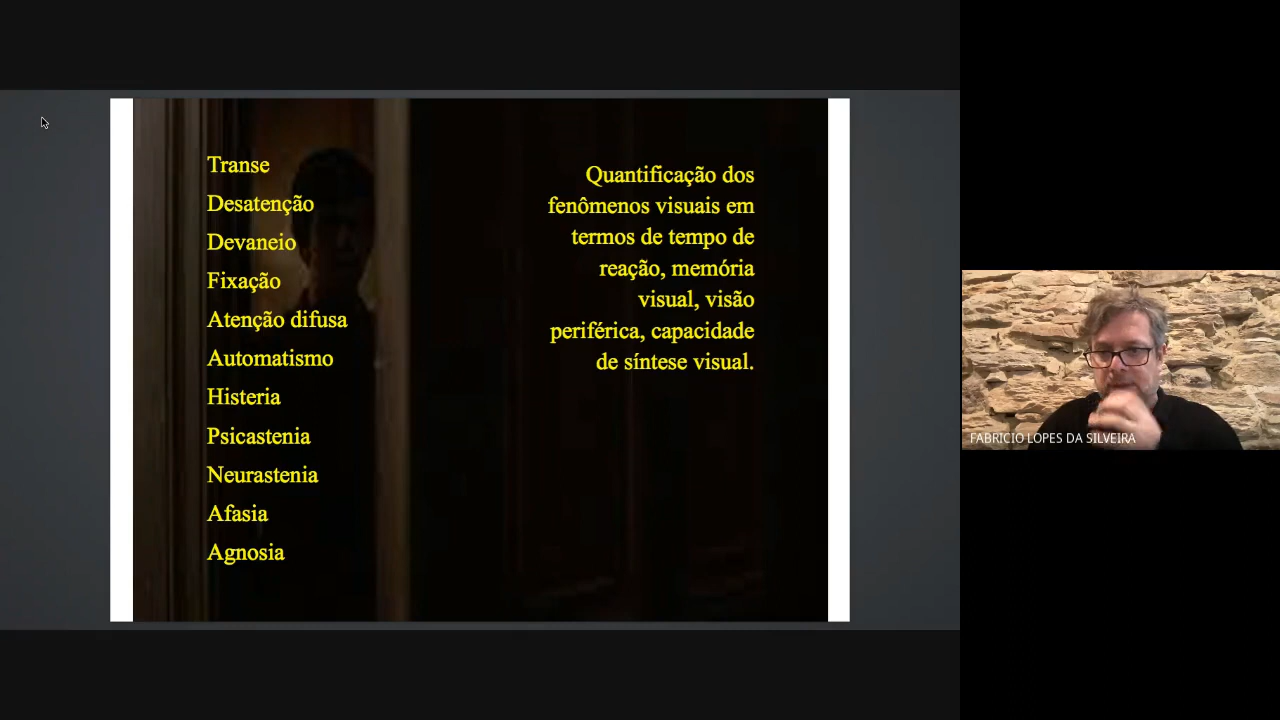 Transe
Desatenção
Devaneio
Fixação
Atenção difusa
Automatismo
Histeria
Psicastenia
Neurastenia
Afasia
Agnosia
Quantificação dos
fenômenos visuais em
termos de tempo de
reação, memória
visual, visão
periférica, capacidade
de síntese visual.
FABRICIO LOPES DA SILVEIRA